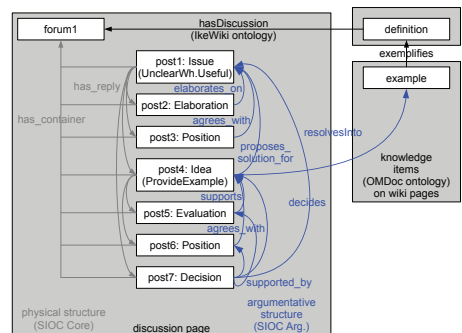 hasDiscussion
(IkeWiki ontology)
forum1
definition
exemplifies
example
post1: Issue
(UnclearWh.Useful)
elaborates_on
has_reply
post2: Elaboration
agrees_with
has_container
post3: Position
resolvesInto
proposes_
solution_for
post4: Idea
(ProvideExample)
knowledge
items
(OMDoc ontology)
on wiki pages
supports
decides
post5: Evaluation
agrees_with
post6: Position
post7: Decision
supported_by
physical structure
(SIOC Core)
discussion page
argumentative
structure
(SIOC Arg.)